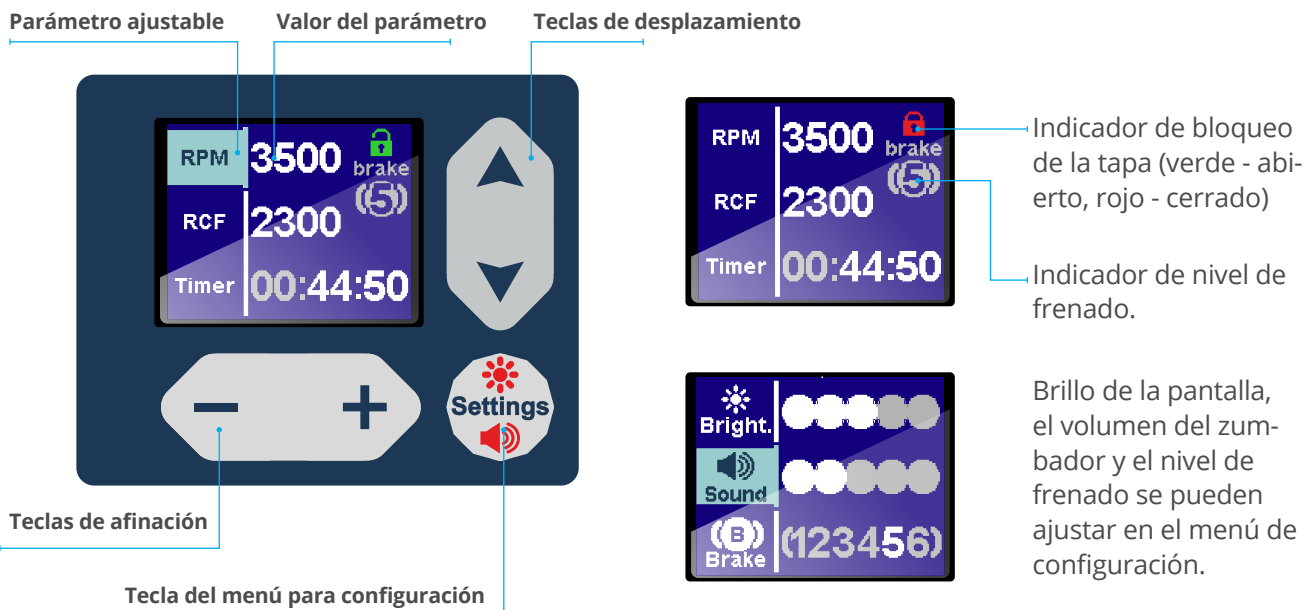 Parámetro ajustable
Valor del parámetro
Teclas de desplazamiento
RPM
3500
brake
(5)
RCF
2300
Timer
00:44:50
Settings
Teclas de afinación
Tecla del menú para configuración
RPM
3500
brake
(5)
RCF
2300
Timer
00:44:50
Indicador de bloqueo
de la tapa (verde - abi-
erto, rojo - cerrado)
Indicador de nivel de
frenado.
Bright.
Sound
(B)
Brake
(123456)
Brillo de la pantalla,
el volumen del zum-
bador y el nivel de
frenado se pueden
ajustar en el menú de
configuración.